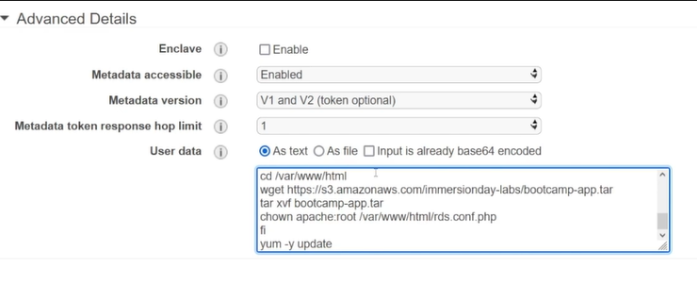 Advanced Details
Enclave i Enable
Metadata accessible i Enabled
Metadata version i V1 and V2 (token optional)
Metadata token response hop limit i 1
User data i As text As file Input is already base64 encoded
cd /var/www/html
wget https://s3.amazonaws.com/immersionday-labs/bootcamp-app.tar
tar xvf bootcamp-app.tar
chown apache:root /var/www/html/rds.conf.php
fi
yum -y update